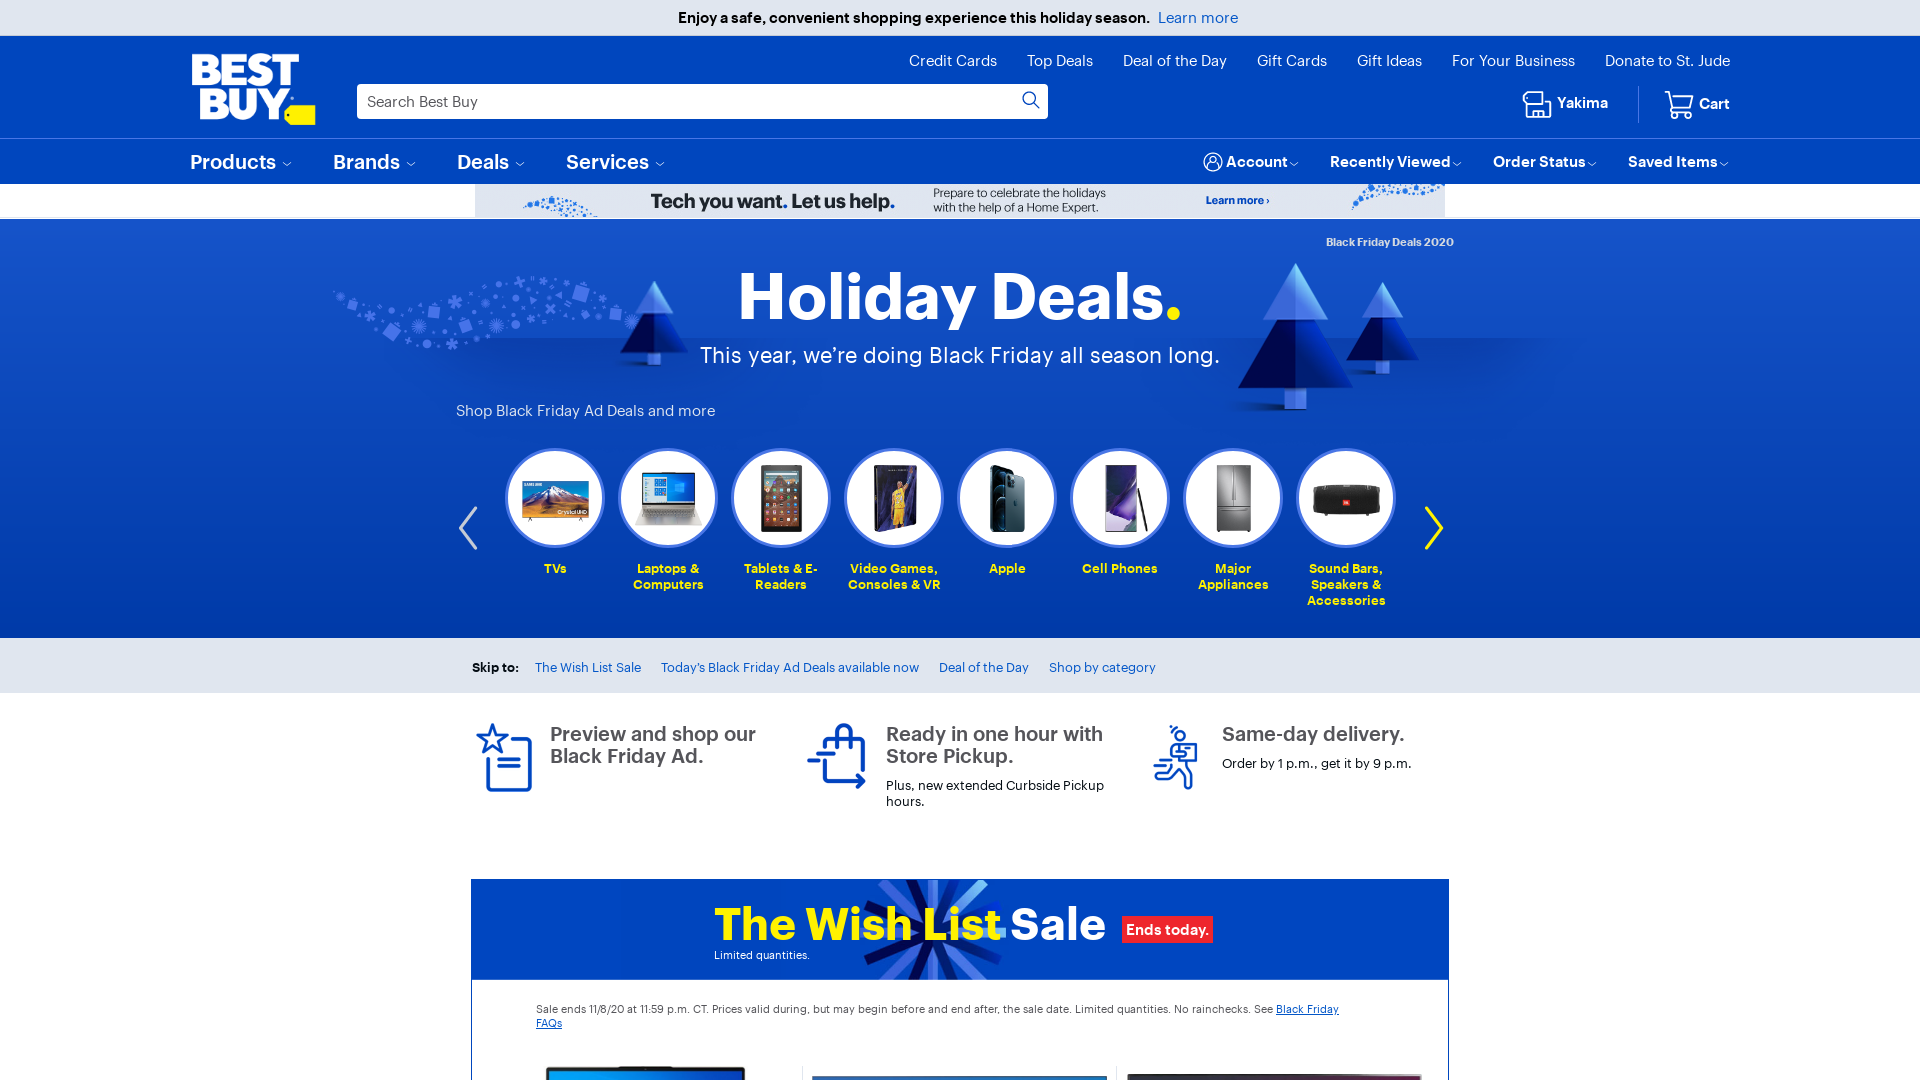 Enjoy a safe, convenient shopping experience this holiday season. Learn more
BEST BUY
Credit Cards Top Deals Deal of the Day Gift Cards Gift Ideas For Your Business Donate to St. Jude
Search Best Buy
Yakima
Cart
Products Brands Deals Services
Account Recently Viewed Order Status Saved Items
Tech you want. Let us help.
Prepare to celebrate the holidays
with the help of a Home Expert.
Learn more ›
Black Friday Deals 2020
Holiday Deals.
This year, we’re doing Black Friday all season long.
Shop Black Friday Ad Deals and more
SAMSUNG
Crystal UHD
JBL
TVs
Laptops &
Computers
Tablets & E-
Readers
Video Games,
Consoles & VR
Apple
Cell Phones
Major
Appliances
Sound Bars,
Speakers &
Accessories
Skip to: The Wish List Sale Today’s Black Friday Ad Deals available now Deal of the Day Shop by category
Preview and shop our
Black Friday Ad.
Ready in one hour with
Store Pickup.
Plus, new extended Curbside Pickup
hours.
Same-day delivery.
Order by 1 p.m., get it by 9 p.m.
The Wish List Sale Ends today.
Limited quantities.
Sale ends 11/8/20 at 11:59 p.m. CT. Prices valid during, but may begin before and end after, the sale date. Limited quantities. No rainchecks. See Black Friday
FAQs